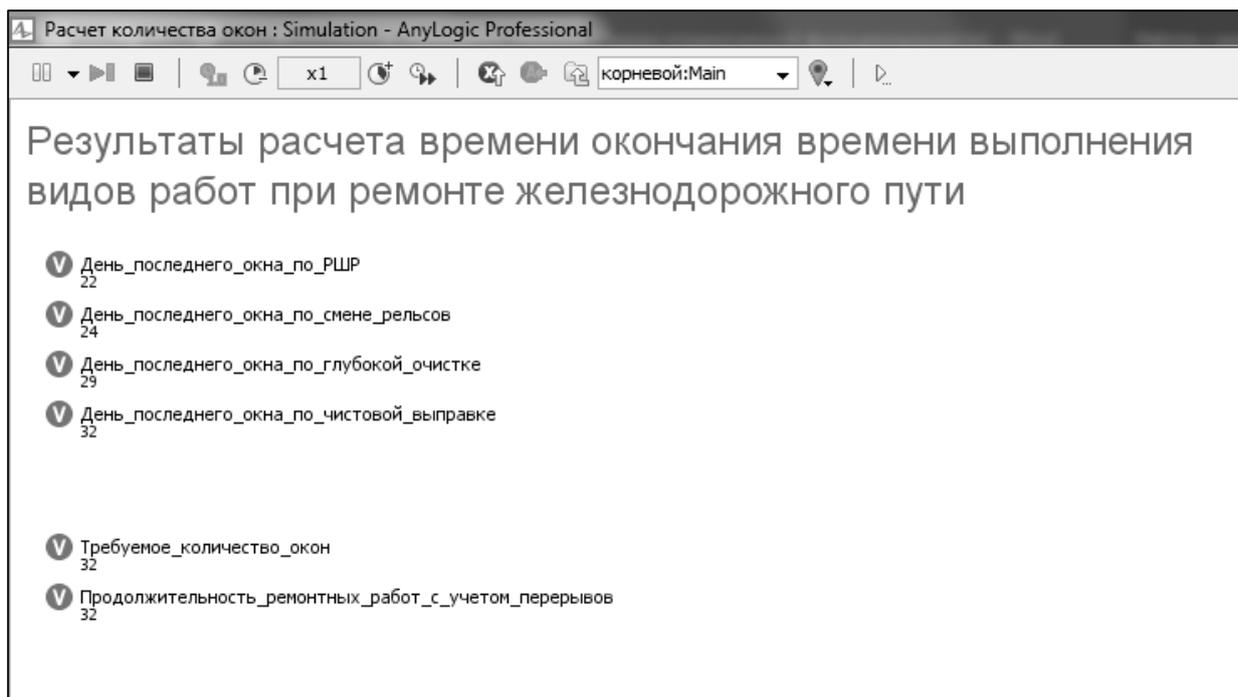 Расчет количества окон : Simulation - AnyLogic Professional
x1
корневой:Main
Результаты расчета времени окончания времени выполнения
видов работ при ремонте железнодорожного пути
V День_последнего_окна_по_РШР
22
V День_последнего_окна_по_смене_рельсов
24
V День_последнего_окна_по_глубокой_очистке
29
V День_последнего_окна_по_чистовой_выправке
32
V Требуемое_количество_окон
32
V Продолжительность_ремонтных_работ_с_учетом_перерывов
32